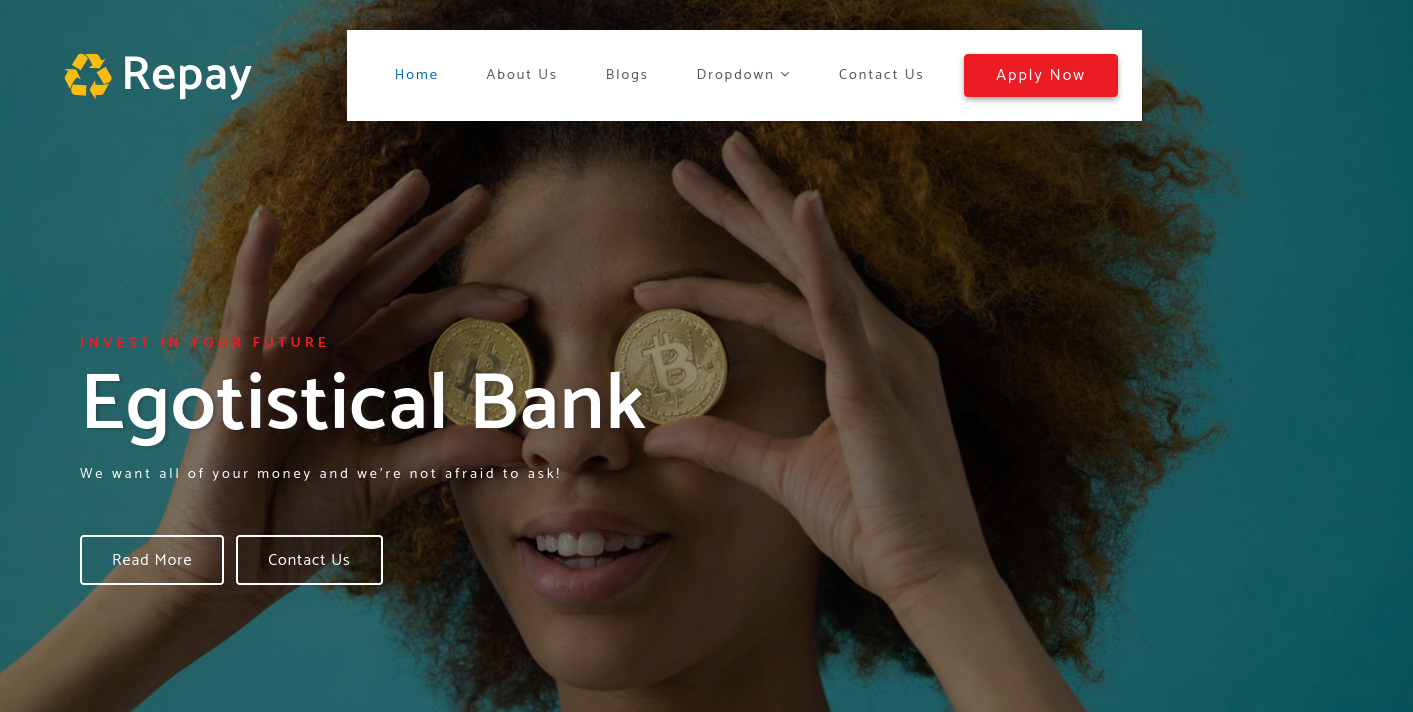 Repay
Home About Us Blogs Dropdown Contact Us Apply Now
INVEST IN YOUR FUTURE
Egotistical Bank
We want all of your money and we're not afraid to ask!
Read More Contact Us